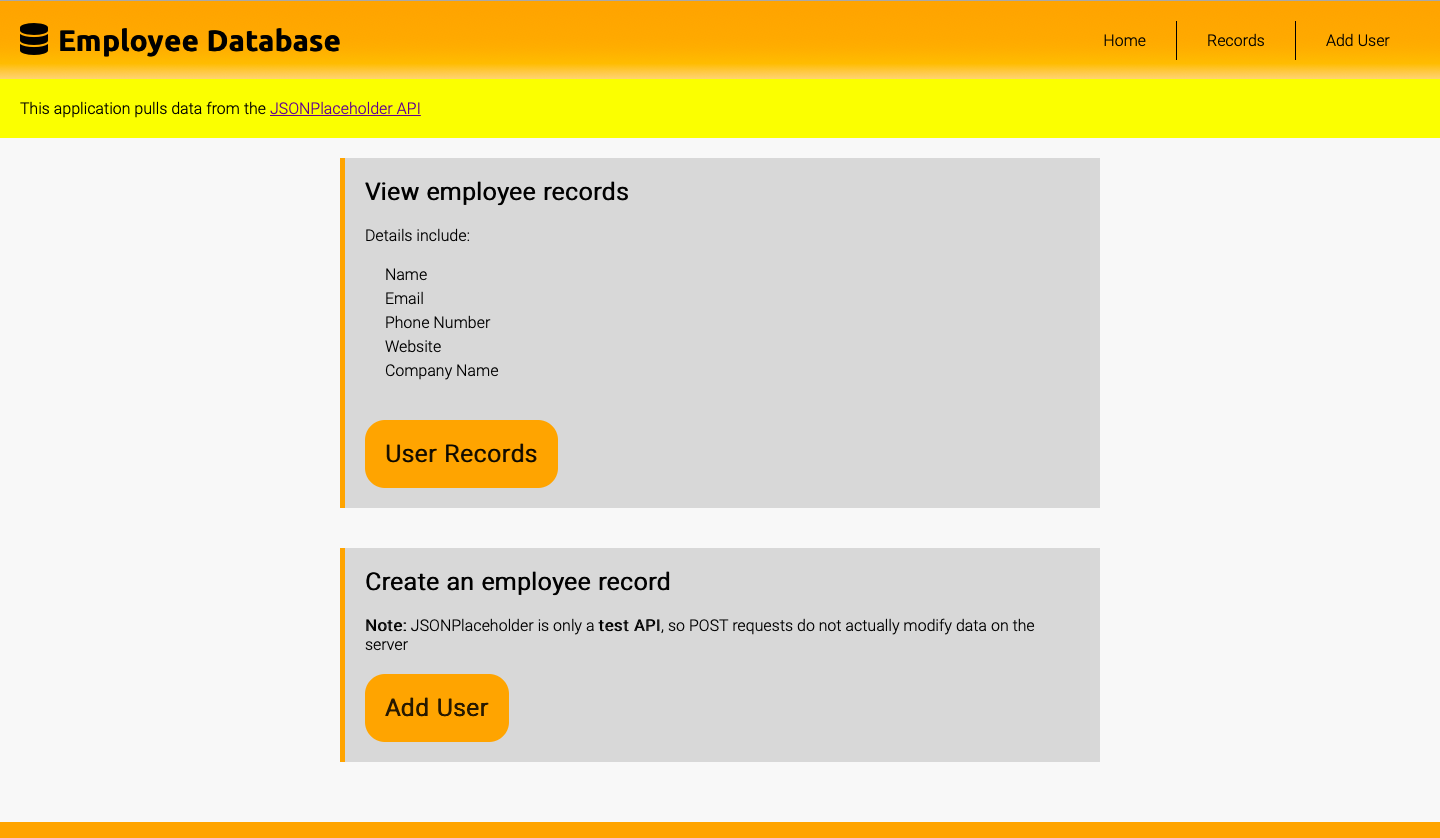 Employee Database
Home
Records
Add User
This application pulls data from the JSONPlaceholder API
View employee records
Details include:
Name
Email
Phone Number
Website
Company Name
User Records
Create an employee record
Note: JSONPlaceholder is only a test API, so POST requests do not actually modify data on the
server
Add User